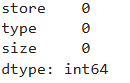 store    0
type     0
size     0
dtype: int64